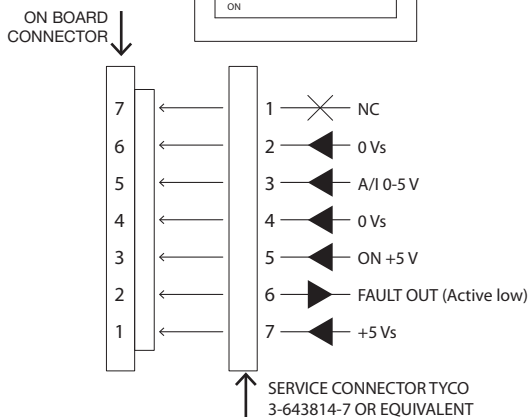 ON
ON BOARD
CONNECTOR
7 1 NC
6 2 0 Vs
5 3 A/I 0-5 V
4 4 0 Vs
3 5 ON +5 V
2 6 FAULT OUT (Active low)
1 7 +5 Vs
SERVICE CONNECTOR TYCO
3-643814-7 OR EQUIVALENT